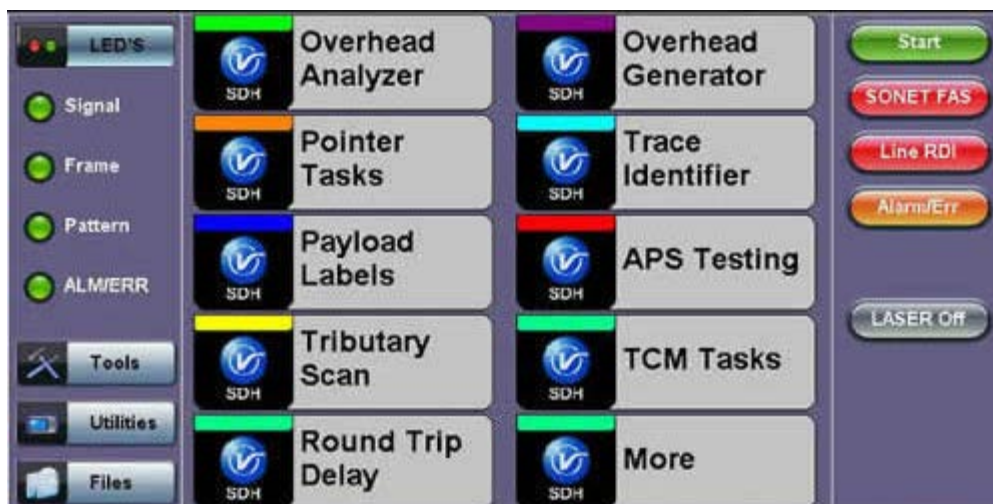 LED'S
Signal
Frame
Pattern
ALM/ERR
Tools
Utilities
Files
SDH
Overhead
Analyzer
SDH
Overhead
Generator
SDH
Pointer
Tasks
SDH
Trace
Identifier
SDH
Payload
Labels
SDH
APS Testing
SDH
Tributary
Scan
SDH
TCM Tasks
SDH
Round Trip
Delay
SDH
More
Start
SONET FAS
Line RDI
Alarm/Err
LASER Off